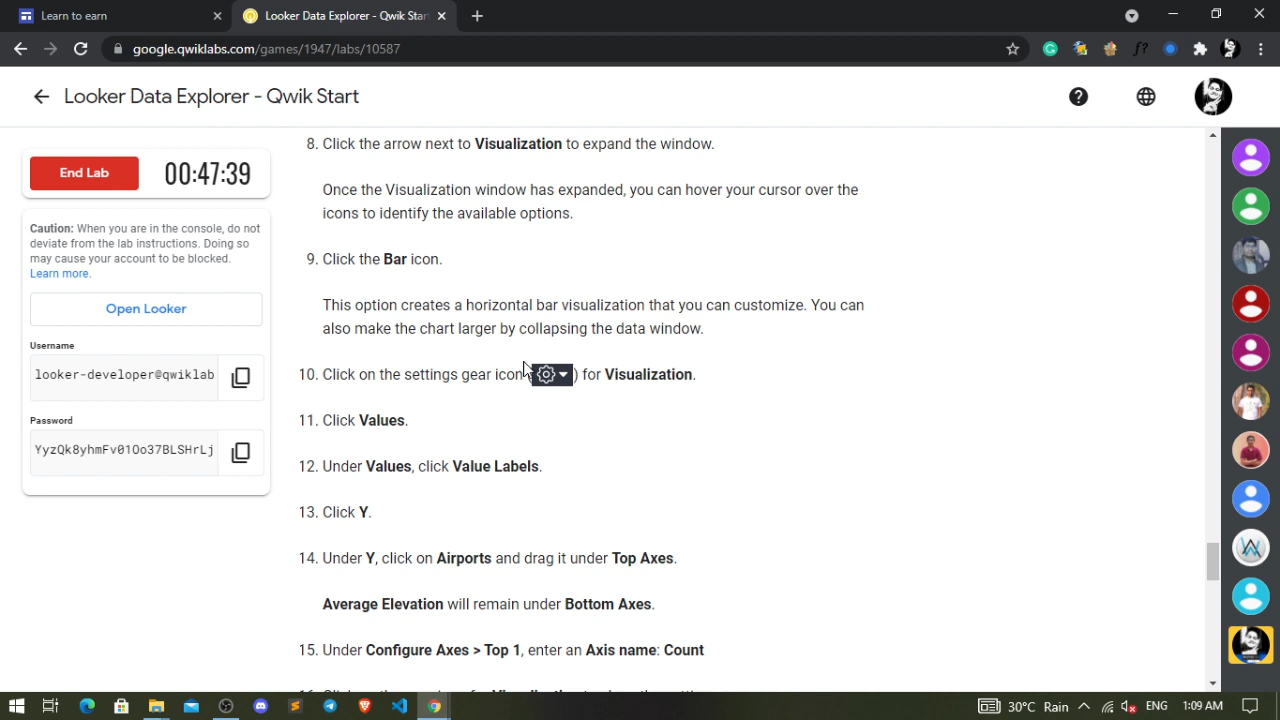 Learn to earn
Looker Data Explorer - Qwik Start
google.qwiklabs.com/games/1947/labs/10587
Looker Data Explorer - Qwik Start
End Lab
00:47:39
Caution: When you are in the console, do not
deviate from the lab instructions. Doing so
may cause your account to be blocked.
Learn more.
Open Looker
Username
looker-developer@qwiklab
Password
YyzQk8yhmFv01Oo37BLSHrLj
8. Click the arrow next to Visualization to expand the window.
Once the Visualization window has expanded, you can hover your cursor over the
icons to identify the available options.
9. Click the Bar icon.
This option creates a horizontal bar visualization that you can customize. You can
also make the chart larger by collapsing the data window.
10. Click on the settings gear icon ( ) for Visualization.
11. Click Values.
12. Under Values, click Value Labels.
13. Click Y.
14. Under Y, click on Airports and drag it under Top Axes.
Average Elevation will remain under Bottom Axes.
15. Under Configure Axes > Top 1, enter an Axis name: Count
30°C Rain
ENG
1:09 AM